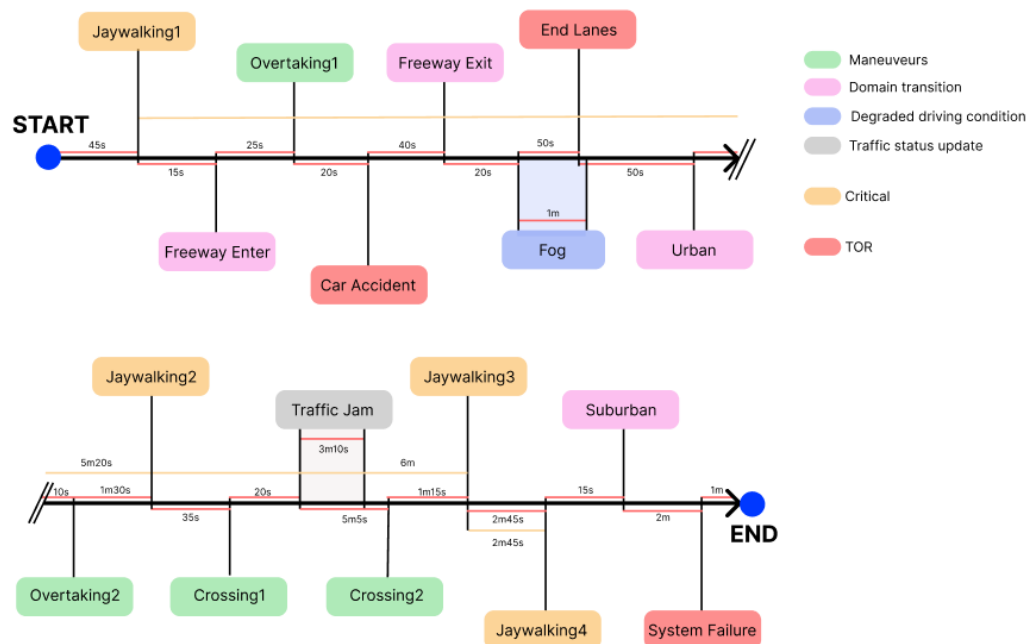 Jaywalking1
End Lanes
Overtaking1
Freeway Exit
Maneuveurs
Domain transition
Degraded driving condition
Traffic status update
Critical
TOR
START
45s
25s
40s
50s
15s
20s
20s
50s
1m
Freeway Enter
Fog
Urban
Car Accident
Jaywalking2
Jaywalking3
Traffic Jam
Suburban
3m10s
5m20s
6m
10s
1m30s
20s
1m15s
15s
1m
35s
5m5s
2m45s
2m
2m45s
END
Overtaking2
Crossing1
Crossing2
Jaywalking4
System Failure